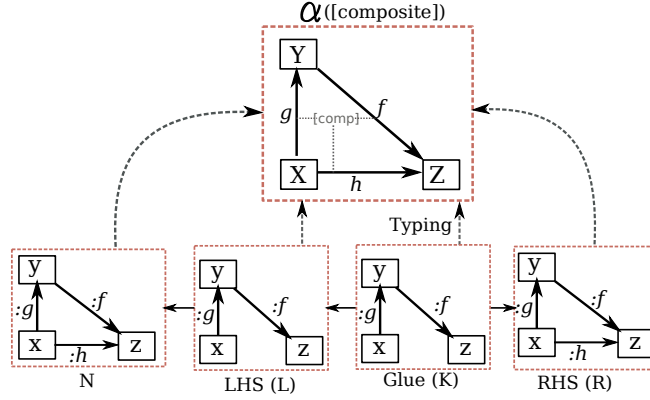 α([composite])
Y
g
f
[comp]
X
Z
h
Typing
y
:f
:g
x
z
:h
N
y
:f
:g
x
z
LHS (L)
y
:f
:g
x
z
Glue (K)
y
:f
:g
x
z
:h
RHS (R)